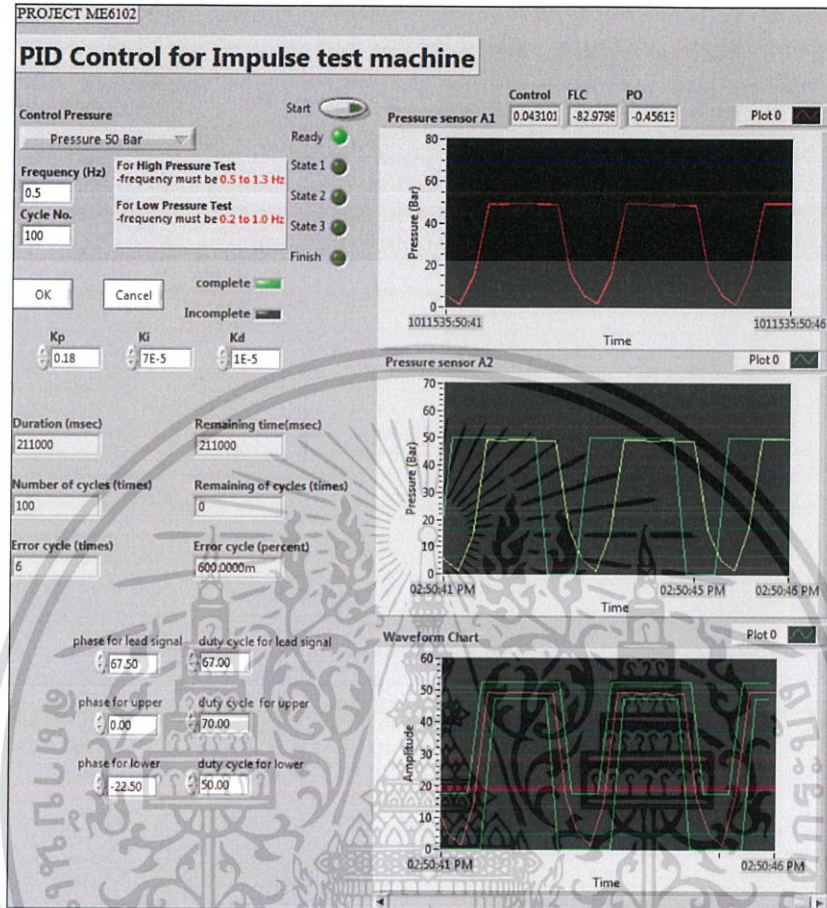 PROJECT ME6102
PID Control for Impulse test machine
Control Pressure
Pressure 50 Bar
Frequency (Hz)
0.5
Cycle No.
100
For High Pressure Test
-frequency must be 0.5 to 1.3 Hz
For Low Pressure Test
-frequency must be 0.2 to 1.0 Hz
Start
Ready
State 1
State 2
State 3
Finish
OK
Cancel
complete
Incomplete
Kp
0.18
Ki
7E-5
Kd
1E-5
Duration (msec)
211000
Remaining time(msec)
211000
Number of cycles (times)
100
Remaining of cycles (times)
0
Error cycle (times)
6
Error cycle (percent)
600.0000m
phase for lead signal
67.50
duty cycle for lead signal
67.00
phase for upper
0.00
duty cycle for upper
70.00
phase for lower
-22.50
duty cycle for lower
50.00
Control
0.043101
FLC
-82.9798
PO
-0.45613
Pressure sensor A1
Plot 0
Pressure (Bar)
80
60
40
20
0
1011535:50:41
1011535:50:46
Time
Pressure sensor A2
Plot 0
Pressure (Bar)
70
60
50
40
30
20
10
0
02:50:41 PM
02:50:45 PM
02:50:46 PM
Time
Waveform Chart
Plot 0
Amplitude
60
50
40
30
20
10
0
02:50:41 PM
02:50:46 PM
Time